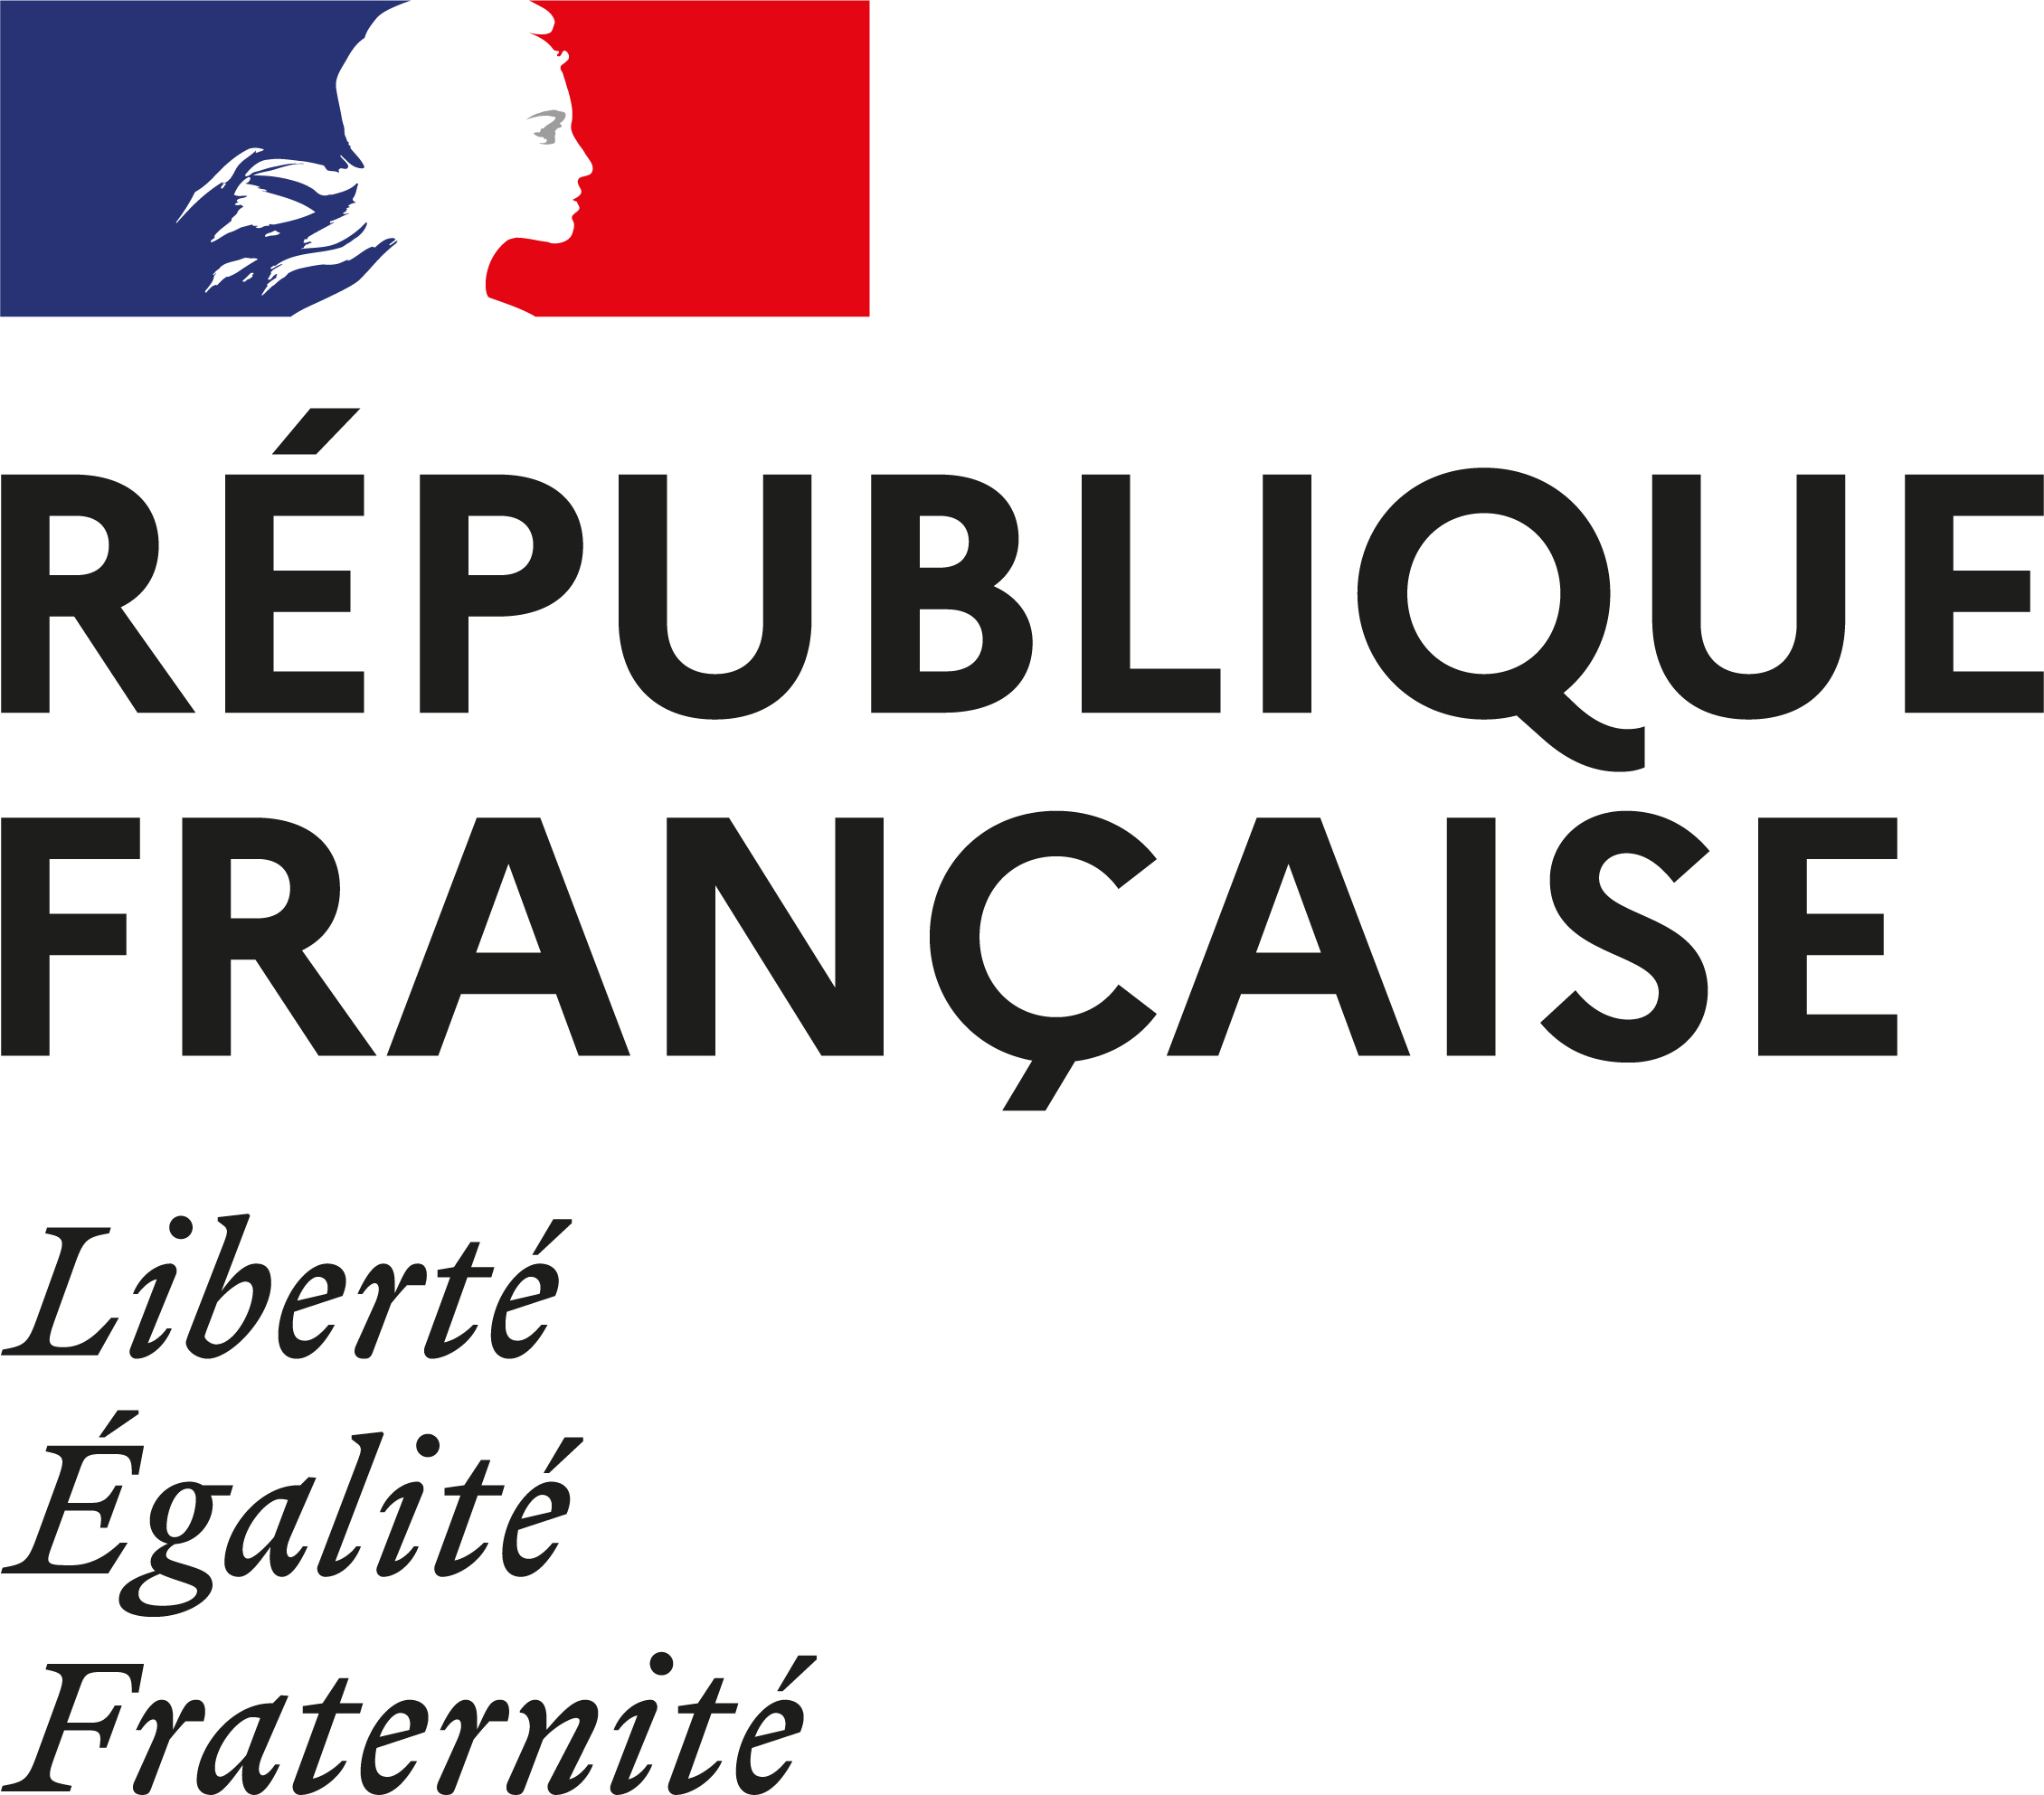 RÉPUBLIQUE
FRANÇAISE
Liberté
Égalité
Fraternité